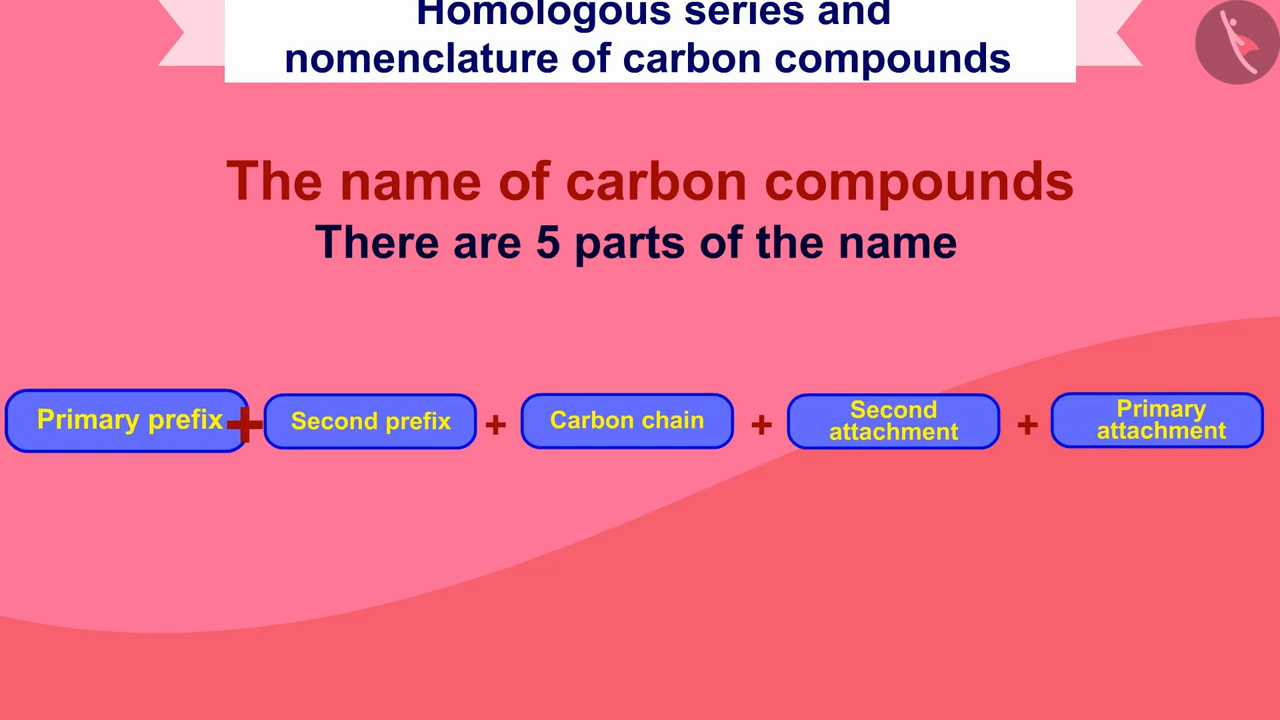 Homologous series and
nomenclature of carbon compounds
The name of carbon compounds
There are 5 parts of the name
Primary prefix + Second prefix + Carbon chain + Second attachment + Primary attachment